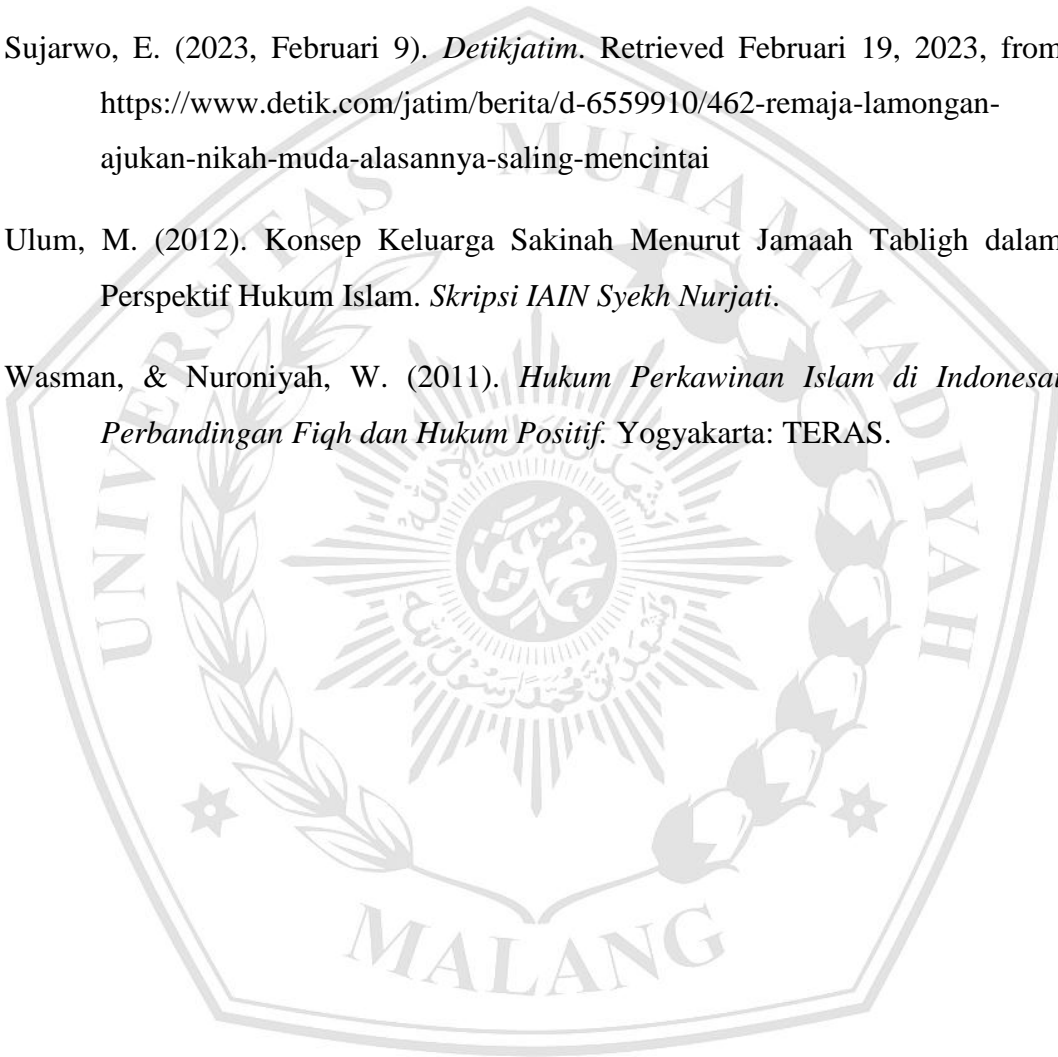 Sujarwo, E. (2023, Februari 9). Detikjatim. Retrieved Februari 19, 2023, from
https://www.detik.com/jatim/berita/d-6559910/462-remaja-lamongan-
ajukan-nikah-muda-alasannya-saling-mencintai
Ulum, M. (2012). Konsep Keluarga Sakinah Menurut Jamaah Tabligh dalam
Perspektif Hukum Islam. Skripsi IAIN Syekh Nurjati.
Wasman, & Nuroniyah, W. (2011). Hukum Perkawinan Islam di Indonesai
Perbandingan Fiqh dan Hukum Positif. Yogyakarta: TERAS.
UNIVERSITAS MUHAMMADIYAH
MALANG